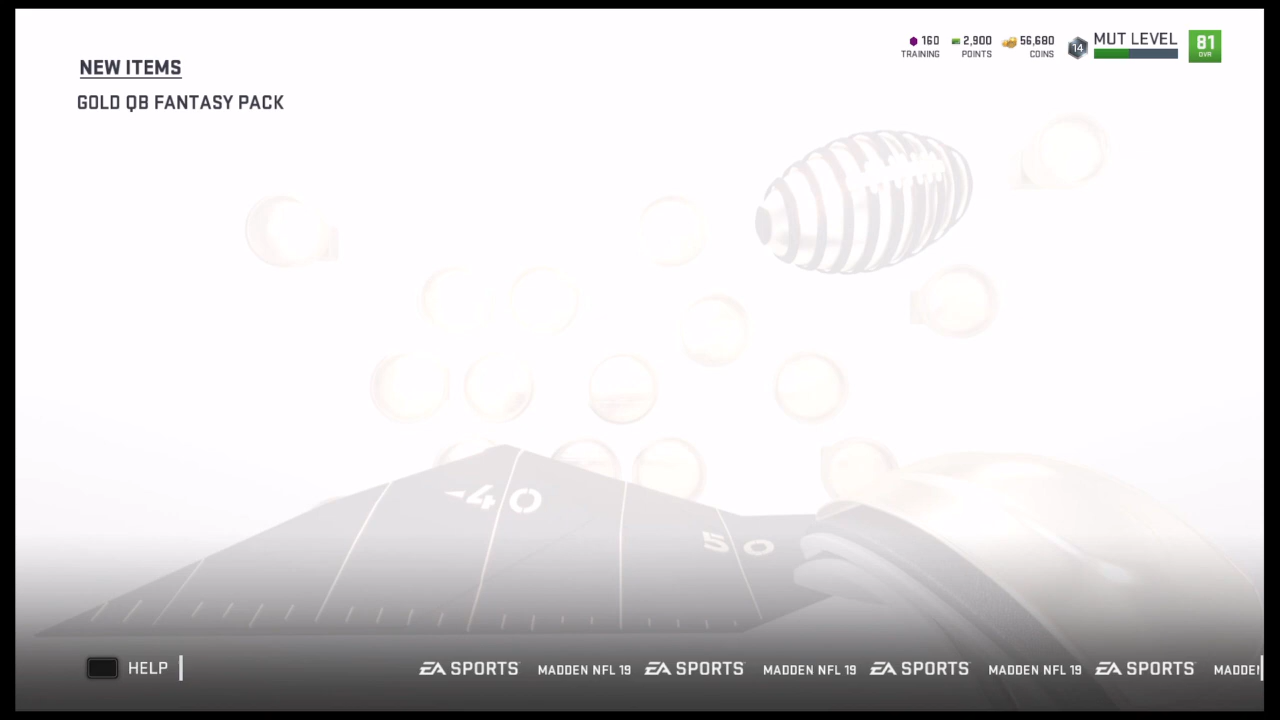 160 TRAINING
2,900 POINTS
56,680 COINS
14
MUT LEVEL
81 OVR
NEW ITEMS
GOLD QB FANTASY PACK
40
50
HELP
EA SPORTS MADDEN NFL 19 EA SPORTS MADDEN NFL 19 EA SPORTS MADDEN NFL 19 EA SPORTS MADDE